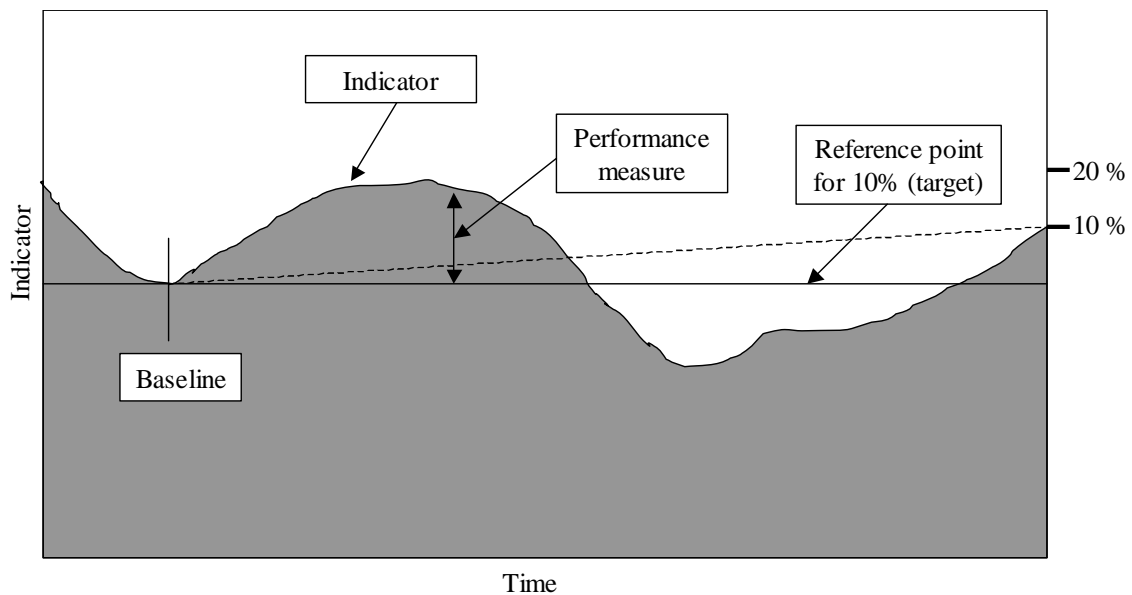 Indicator
Performance
measure
Reference point
for 10% (target)
20 %
10 %
Indicator
Baseline
Time